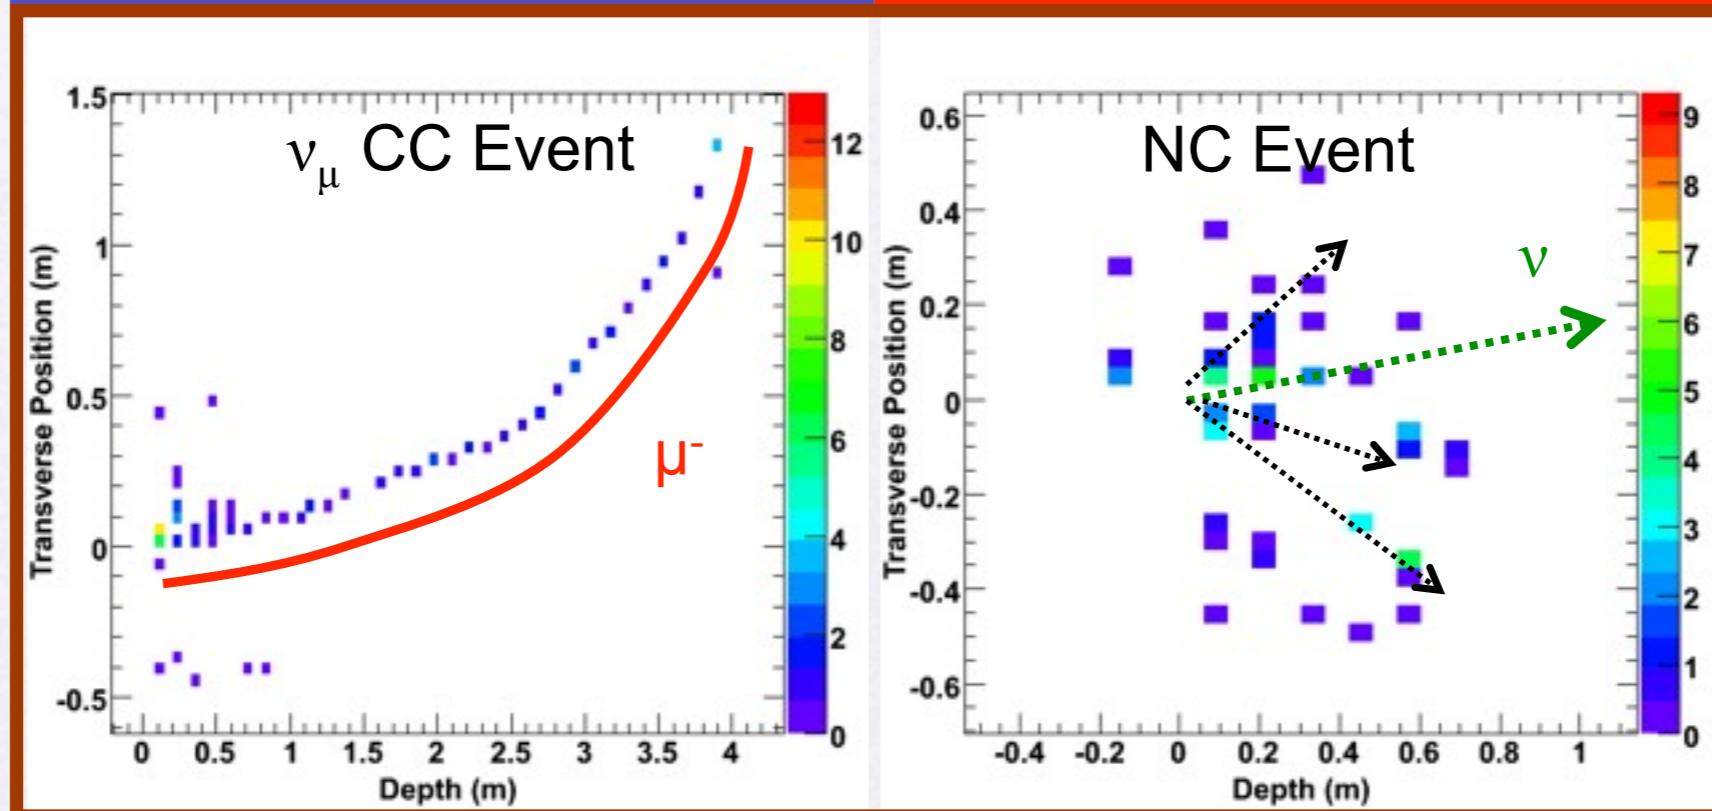 ν_μ CC Event
μ⁻
Transverse Position (m)
1.5
1
0.5
0
-0.5
0 0.5 1 1.5 2 2.5 3 3.5 4
Depth (m)
12
10
8
6
4
2
0
NC Event
ν
Transverse Position (m)
0.6
0.4
0.2
0
-0.2
-0.4
-0.6
-0.4 -0.2 0 0.2 0.4 0.6 0.8 1
Depth (m)
9
8
7
6
5
4
3
2
1
0